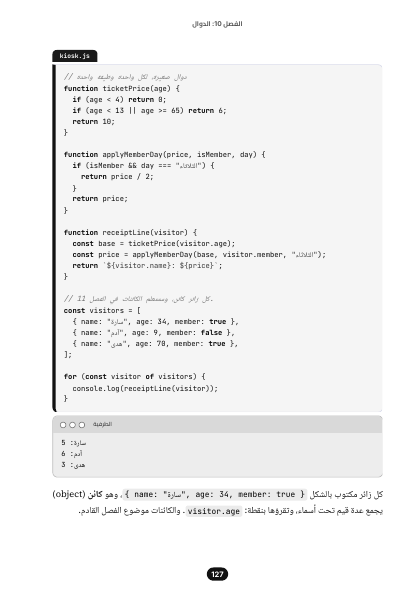 الفصل 10: الدوال
kiosk.js
// دوال صغيرة، لكل واحدة وظيفة واحدة
function ticketPrice(age) {
  if (age < 4) return 0;
  if (age < 13 || age >= 65) return 6;
  return 10;
}
function applyMemberDay(price, isMember, day) {
  if (isMember && day === "الثلاثاء") {
    return price / 2;
  }
  return price;
}
function receiptLine(visitor) {
  const base = ticketPrice(visitor.age);
  const price = applyMemberDay(base, visitor.member, "الثلاثاء");
  return `${visitor.name}: ${price}`;
}
// كل زائر كائن، وستتعلم الكائنات في الفصل 11.
const visitors = [
  { name: "سارة", age: 34, member: true },
  { name: "آدم", age: 9, member: false },
  { name: "هدى", age: 70, member: true },
];
for (const visitor of visitors) {
  console.log(receiptLine(visitor));
}
الطرفية
سارة: 5
آدم: 6
هدى: 3
كل زائر مكتوب بالشكل { name: "سارة", age: 34, member: true }، وهو كائن (object)
يجمع عدة قيم تحت أسماء، وتقرؤها بنقطة: visitor.age. والكائنات موضوع الفصل القادم.
127